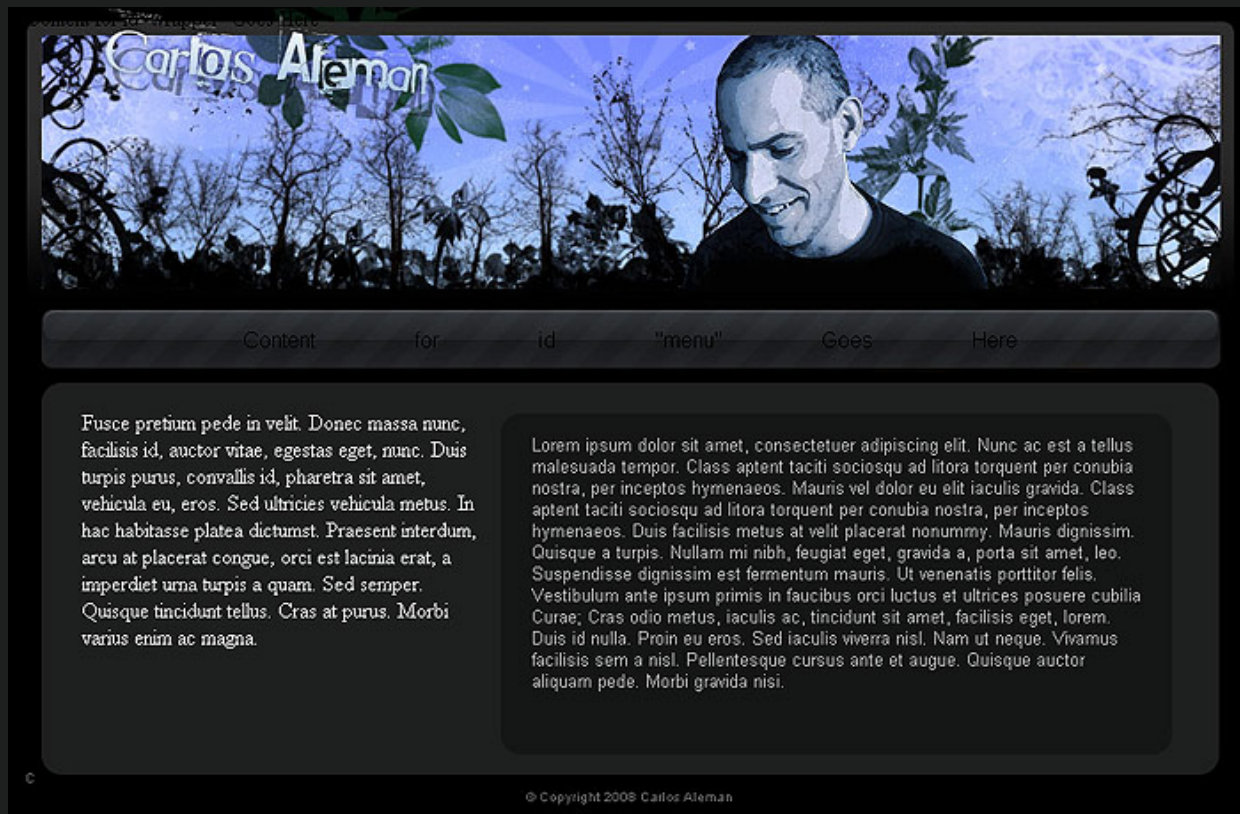 Content for id "wrapper" Goes Here
Carlos Aleman
Content for id "menu" Goes Here
Fusce pretium pede in velit. Donec massa nunc,
facilisis id, auctor vitae, egestas eget, nunc. Duis
turpis purus, convallis id, pharetra sit amet,
vehicula eu, eros. Sed ultricies vehicula metus. In
hac habitasse platea dictumst. Praesent interdum,
arcu at placerat congue, orci est lacinia erat, a
imperdiet urna turpis a quam. Sed semper.
Quisque tincidunt tellus. Cras at purus. Morbi
varius enim ac magna.
Lorem ipsum dolor sit amet, consectetuer adipiscing elit. Nunc ac est a tellus
malesuada tempor. Class aptent taciti sociosqu ad litora torquent per conubia
nostra, per inceptos hymenaeos. Mauris vel dolor eu elit iaculis gravida. Class
aptent taciti sociosqu ad litora torquent per conubia nostra, per inceptos
hymenaeos. Duis facilisis metus at velit placerat nonummy. Mauris dignissim.
Quisque a turpis. Nullam mi nibh, feugiat eget, gravida a, porta sit amet, leo.
Suspendisse dignissim est fermentum mauris. Ut venenatis porttitor felis.
Vestibulum ante ipsum primis in faucibus orci luctus et ultrices posuere cubilia
Curae; Cras odio metus, iaculis ac, tincidunt sit amet, facilisis eget, lorem.
Duis id nulla. Proin eu eros. Sed iaculis viverra nisl. Nam ut neque. Vivamus
facilisis sem a nisl. Pellentesque cursus ante et augue. Quisque auctor
aliquam pede. Morbi gravida nisi.
©
© Copyright 2008 Carlos Aleman